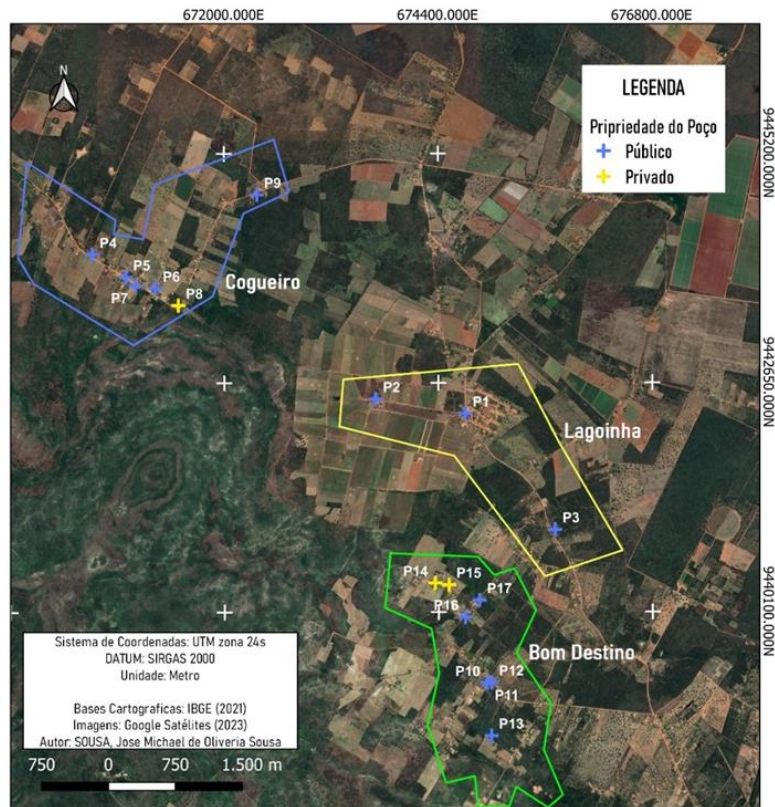 672000.000E
674400.000E
676800.000E
N
LEGENDA
Pripriedade do Poço
Público
Privado
9445200.000N
P9
P4
P5
P6
P7
P8
Cogueiro
9442650.000N
P2
P1
Lagoinha
P3
P14
P15
P17
P16
9440100.000N
Bom Destino
P10
P12
P11
P13
Sistema de Coordenadas: UTM zona 24s
DATUM: SIRGAS 2000
Unidade: Metro
Bases Cartograficas: IBGE (2021)
Imagens: Google Satélites (2023)
Autor: SOUSA, Jose Michael de Oliveria Sousa
750 0 750 1.500 m